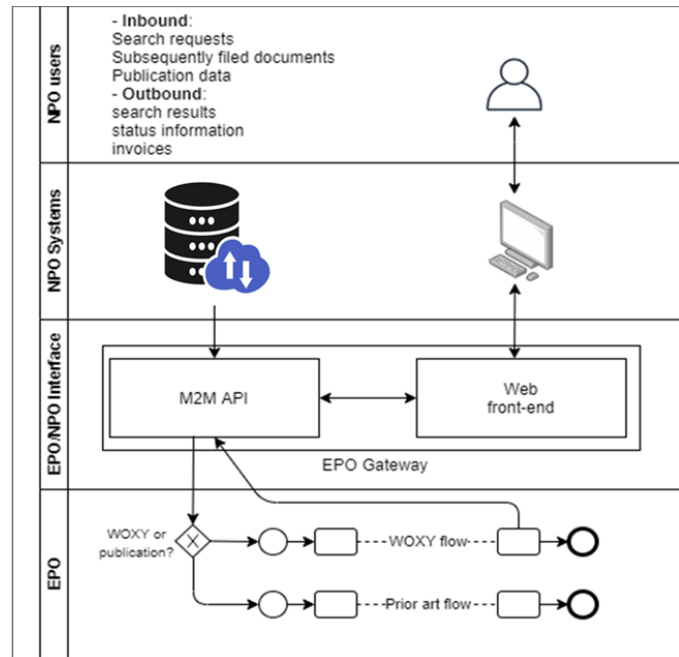 NPO users
- Inbound:
Search requests
Subsequently filed documents
Publication data
- Outbound:
search results
status information
invoices
NPO Systems
EPO/NPO Interface
M2M API
Web
front-end
EPO Gateway
EPO
WOXY or
publication?
X
WOXY flow
Prior art flow